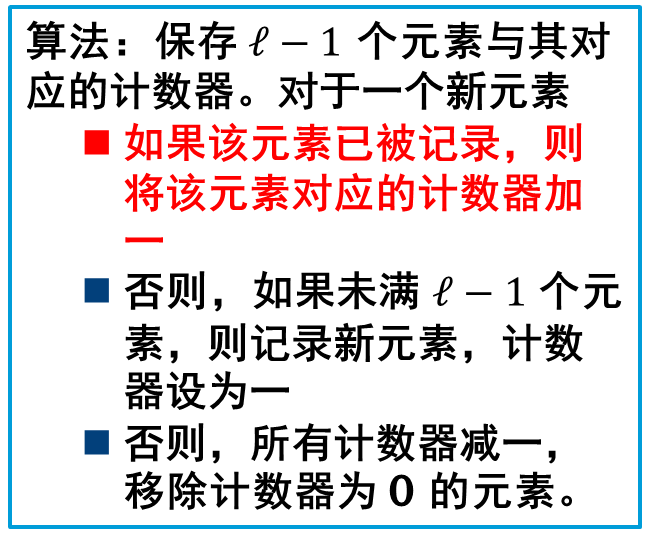 算法：保存 ℓ − 1 个元素与其对
应的计数器。对于一个新元素
■ 如果该元素已被记录，则
将该元素对应的计数器加
一
■ 否则，如果未满 ℓ − 1 个元
素，则记录新元素，计数
器设为一
■ 否则，所有计数器减一，
移除计数器为 0 的元素。